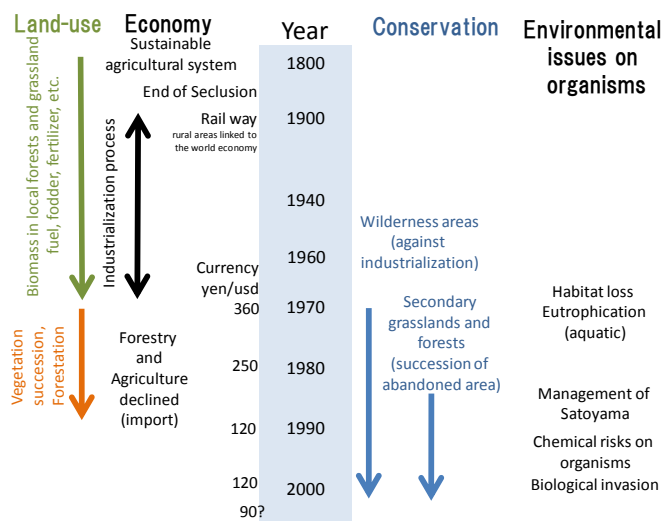 Land-use
Economy
Year
Conservation
Environmental
issues on
organisms
Biomass in local forests and grassland
fuel, fodder, fertilizer, etc.
Vegetation
succession,
Forestation
Industrialization process
Sustainable
agricultural system
End of Seclusion
Rail way
rural areas linked to
the world economy
Currency
yen/usd
360
250
120
120
90?
Forestry
and
Agriculture
declined
(import)
1800
1900
1940
1960
1970
1980
1990
2000
Wilderness areas
(against
industrialization)
Secondary
grasslands and
forests
(succession of
abandoned area)
Habitat loss
Eutrophication
(aquatic)
Management of
Satoyama
Chemical risks on
organisms
Biological invasion